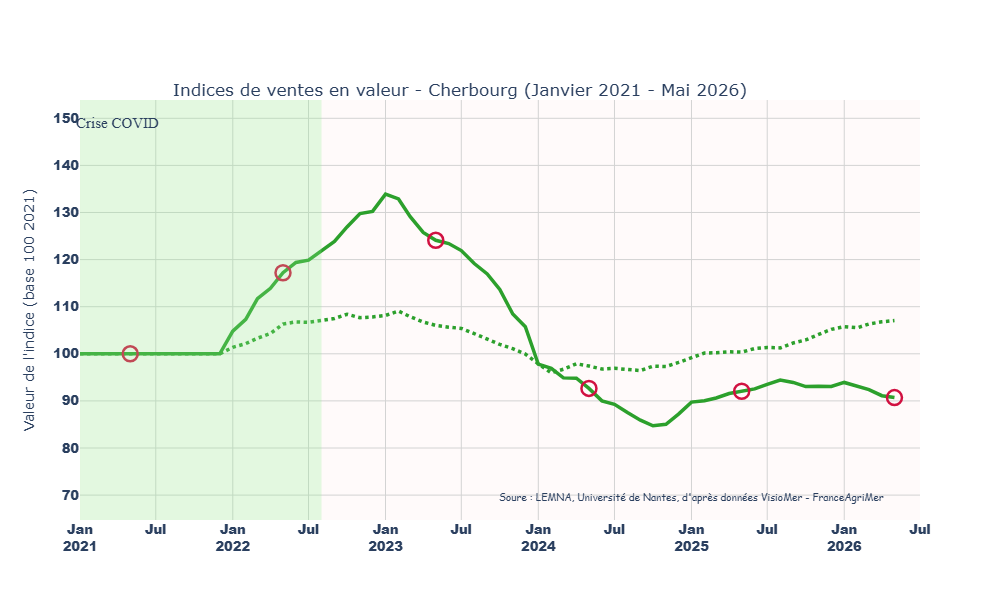 Indices de ventes en valeur - Cherbourg (Janvier 2021 - Mai 2026)
Valeur de l'Indice (base 100 2021)
150
140
130
120
110
100
90
80
70
Crise COVID
Soure : LEMNA, Université de Nantes, d'après données VisioMer - FranceAgriMer
Jan Jul Jan Jul Jan Jul Jan Jul Jan Jul Jan Jul
2021 2022 2023 2024 2025 2026